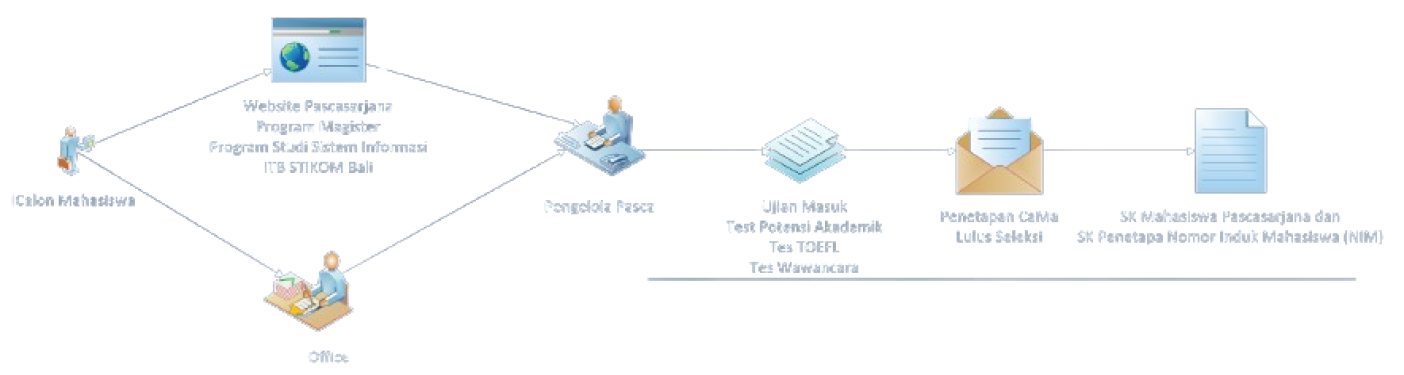 Website Pascasarjana
Program Magister
Program Studi Sistem Informasi
ITB STIKOM Bali
Calon Mahasiswa
Pengelola Pasca
Ujian Masuk
Test Potensi Akademik
Tes TOEFL
Tes Wawancara
Penetapan CaMa
Lulus Seleksi
SK Mahasiswa Pascasarjana dan
SK Penetapa Nomor Induk Mahasiswa (NIM)
Office